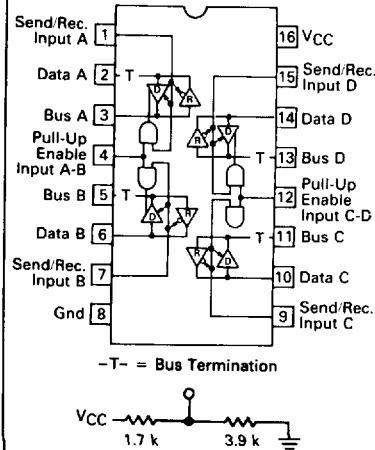 Send/Rec.
Input A
1
Data A
2
T
Bus A
3
Pull-Up
Enable
Input A-B
4
Bus B
5
T
Data B
6
Send/Rec.
Input B
7
Gnd
8
D
R
D
R
16
VCC
15
Send/Rec.
Input D
14
Data D
R
D
T
13
Bus D
12
Pull-Up
Enable
Input C-D
T
11
Bus C
R
D
10
Data C
9
Send/Rec.
Input C
–T– = Bus Termination
VCC
1.7 k
3.9 k